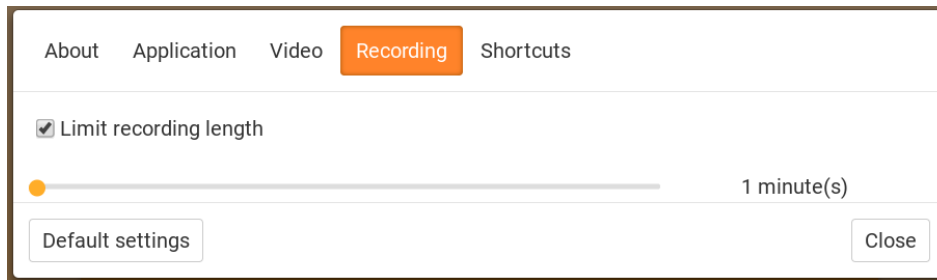 About Application Video Recording Shortcuts
Limit recording length
1 minute(s)
Default settings Close